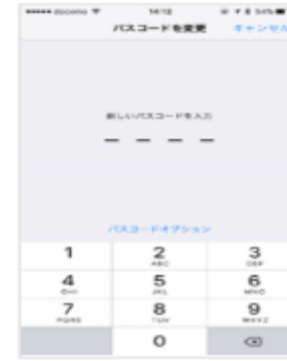 docomo 14:12 54%
パスコードを変更 キャンセル
新しいパスコードを入力
パスコードオプション
1 2 3
ABC DEF
4 5 6
GHI JKL MNO
7 8 9
PQRS TUV WXYZ
0